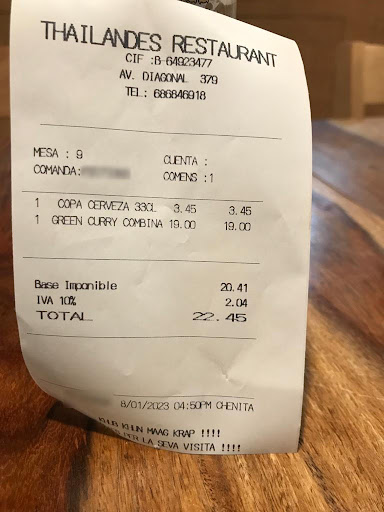 THAILANDES RESTAURANT
CIF :B-64923477
AV. DIAGONAL 379
TEL: 686846918
MESA : 9 CUENTA :
COMANDA: COMENS :1
1 COPA CERVEZA 33CL 3.45 3.45
1 GREEN CURRY COMBINA 19.00 19.00
Base Imponible 20.41
IVA 10% 2.04
TOTAL 22.45
8/01/2023 04:50PM CHENITA
KHUN MAAG KRAP !!!!
PER LA SEVA VISITA !!!!